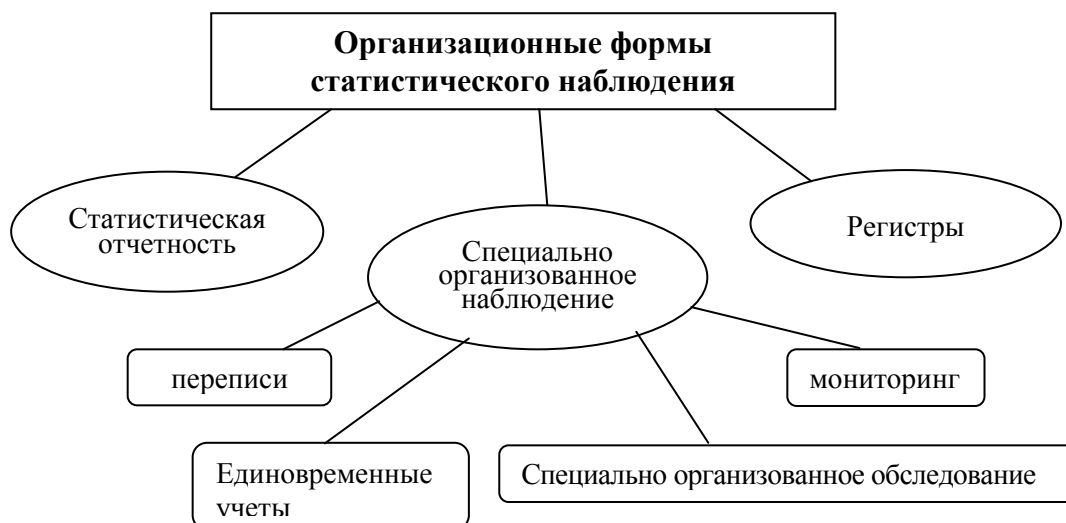 Организационные формы
статистического наблюдения
Статистическая
отчетность
Специально
организованное
наблюдение
Регистры
переписи
мониторинг
Единовременные
учеты
Специально организованное обследование